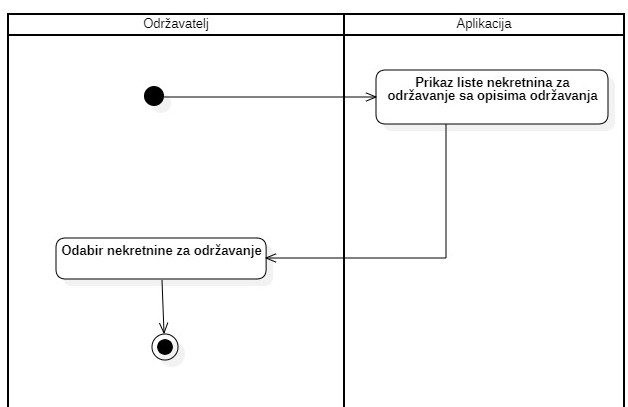 Održavatelj
Aplikacija
Prikaz liste nekretnina za
održavanje sa opisima održavanja
Odabir nekretnine za održavanje